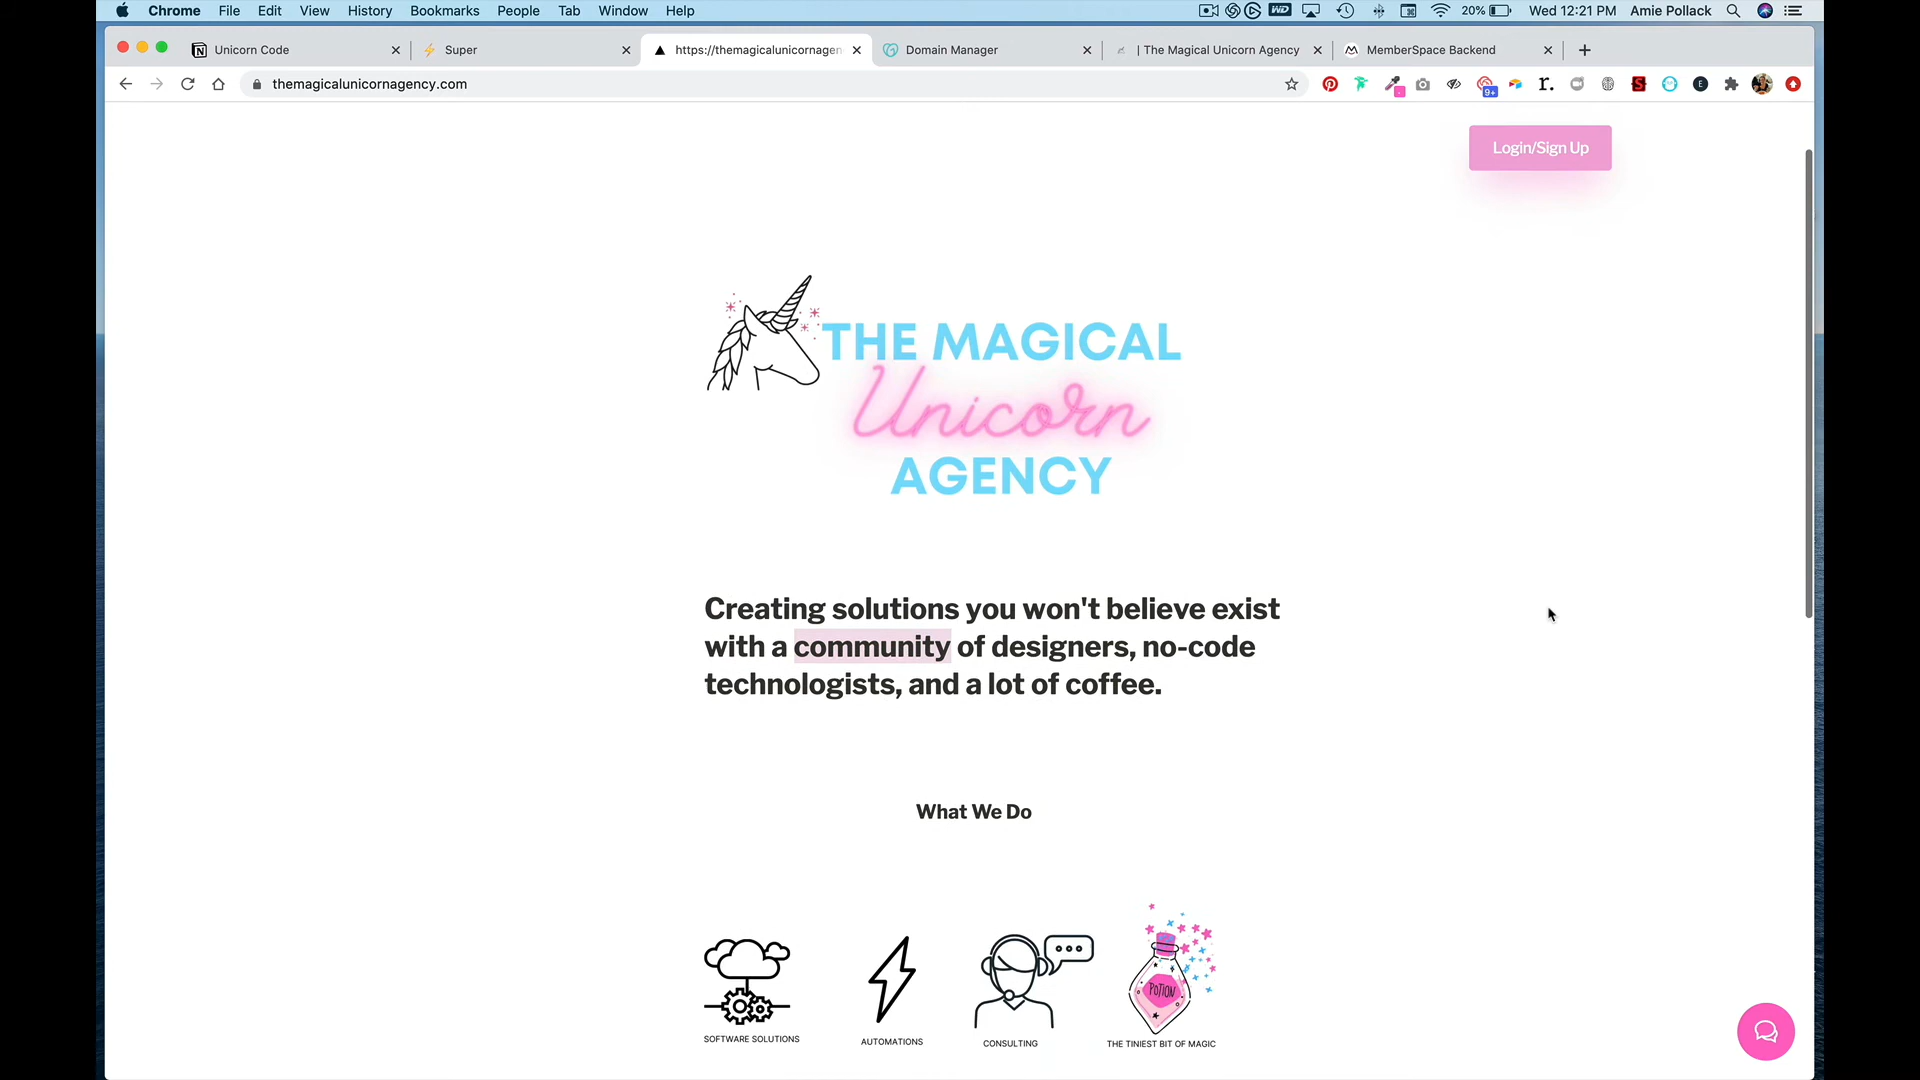 Chrome File Edit View History Bookmarks People Tab Window Help
20% Wed 12:21 PM Amie Pollack
Unicorn Code
Super
https://themagicalunicornagen
Domain Manager
| The Magical Unicorn Agency
MemberSpace Backend
themagicalunicornagency.com
9+
r.
S
E
Login/Sign Up
THE MAGICAL
Unicorn
AGENCY
Creating solutions you won't believe exist
with a community of designers, no-code
technologists, and a lot of coffee.
What We Do
POTION
SOFTWARE SOLUTIONS
AUTOMATIONS
CONSULTING
THE TINIEST BIT OF MAGIC